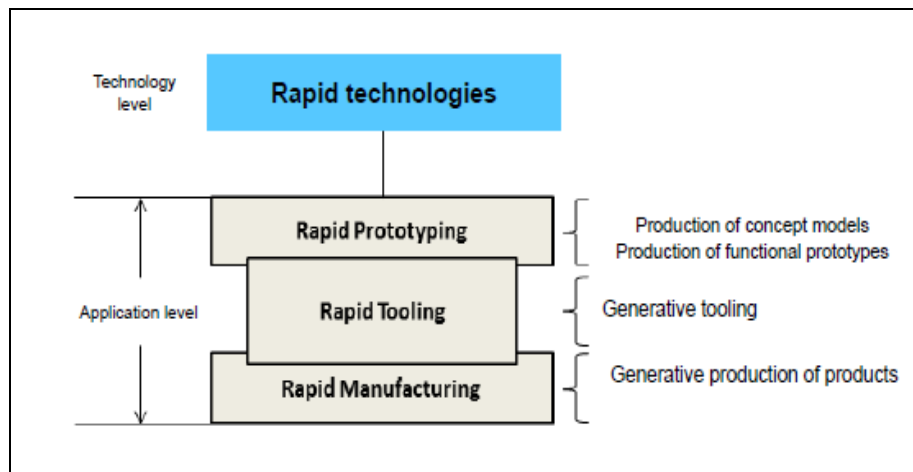 Technology
level
Rapid technologies
Rapid Prototyping
Production of concept models
Production of functional prototypes
Application level
Rapid Tooling
Generative tooling
Rapid Manufacturing
Generative production of products